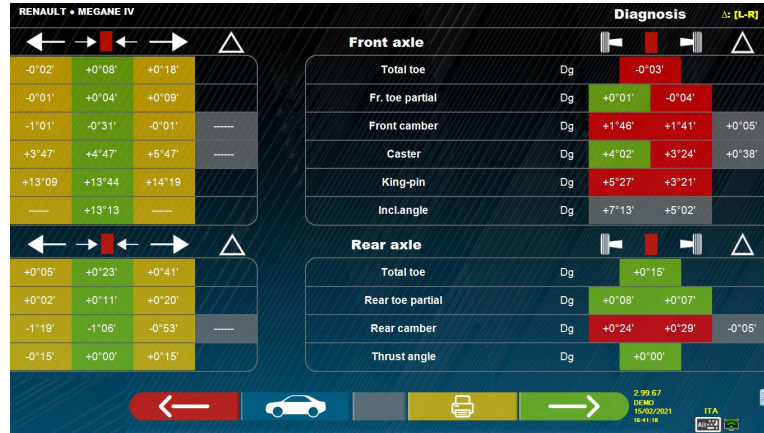 RENAULT • MEGANE IV Diagnosis Δ: [L-R]
Front axle
-0°02' +0°08' +0°18' Total toe Dg -0°03'
-0°01' +0°04' +0°09' Fr. toe partial Dg +0°01' -0°04'
-1°01' -0°31' -0°01' ------ Front camber Dg +1°46' +1°41' +0°05'
+3°47' +4°47' +5°47' ------ Caster Dg +4°02' +3°24' +0°38'
+13°09 +13°44 +14°19 King-pin Dg +5°27' +3°21'
------ +13°13 ------ Incl.angle Dg +7°13' +5°02'
Rear axle
+0°05' +0°23' +0°41' Total toe Dg +0°15'
+0°02' +0°11' +0°20' Rear toe partial Dg +0°08' +0°07'
-1°19' -1°06' -0°53' ------ Rear camber Dg +0°24' +0°29' -0°05'
-0°15' +0°00' +0°15' Thrust angle Dg +0°00'
2.99.67
DEMO
15/02/2021 ITA
16:41:18 Alt